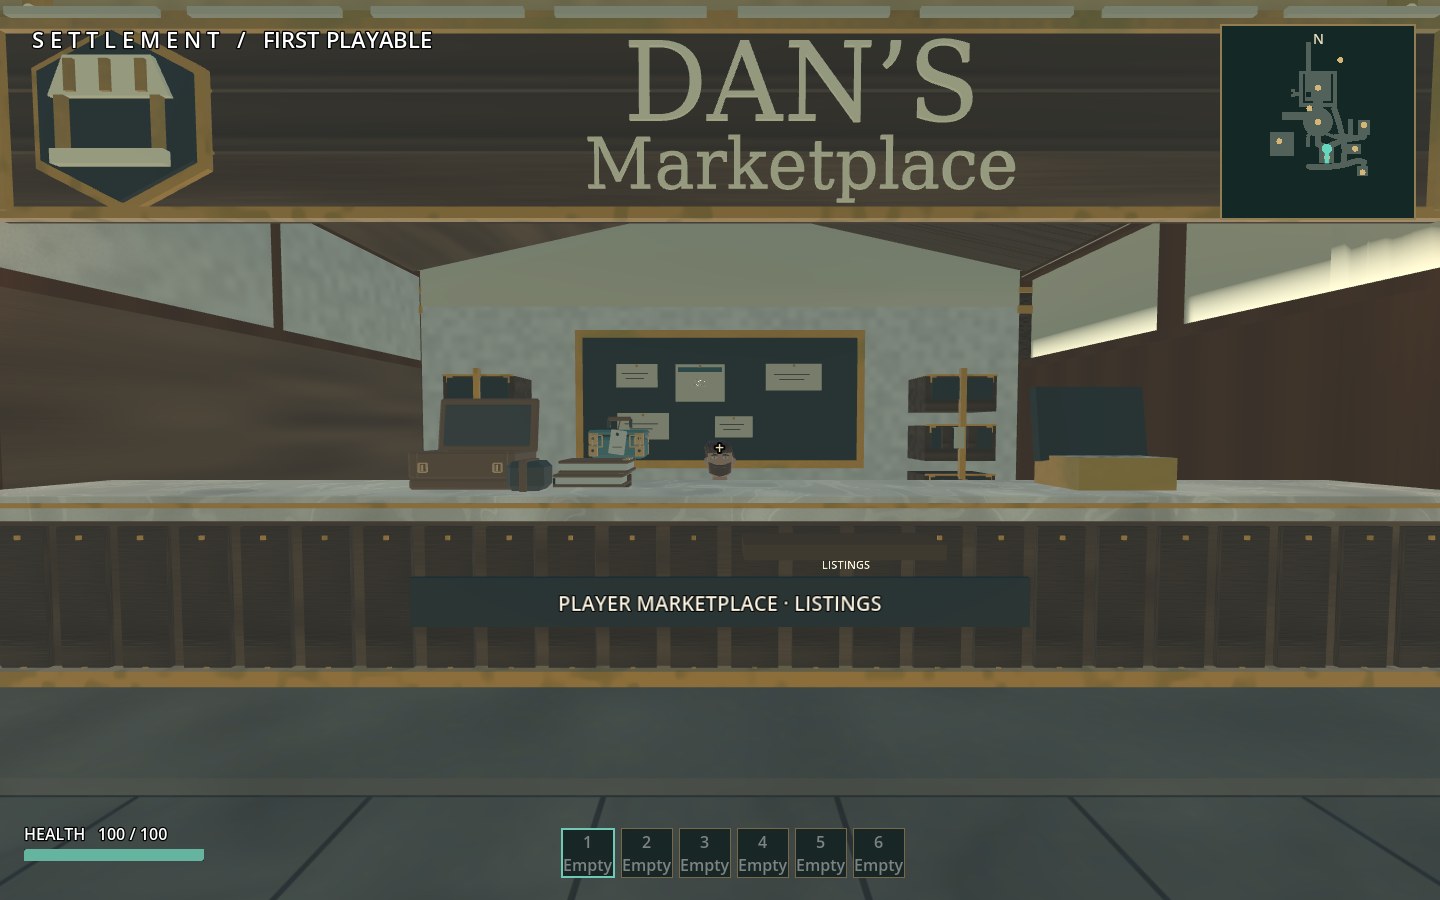 SETTLEMENT / FIRST PLAYABLE
DAN'S
Marketplace
N
LISTINGS
PLAYER MARKETPLACE · LISTINGS
HEALTH 100 / 100
1 2 3 4 5 6
Empty Empty Empty Empty Empty Empty